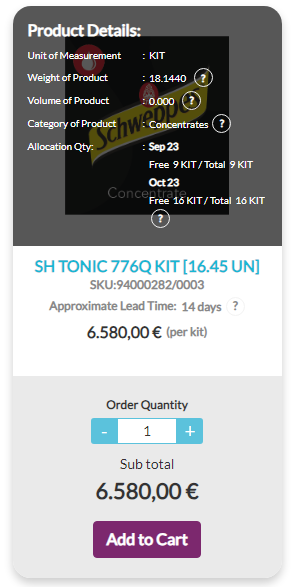 Product Details:
Unit of Measurement : KIT
Weight of Product : 18.1440 ?
Volume of Product : 0.000 ?
Category of Product : Concentrates ?
Allocation Qty: : Sep 23
Free 9 KIT / Total 9 KIT
Oct 23
Free 16 KIT / Total 16 KIT
?
Schweppes
Concentrate
SH TONIC 776Q KIT [16.45 UN]
SKU:94000282/0003
Approximate Lead Time: 14 days ?
6.580,00 € (per kit)
Order Quantity
- 1 +
Sub total
6.580,00 €
Add to Cart